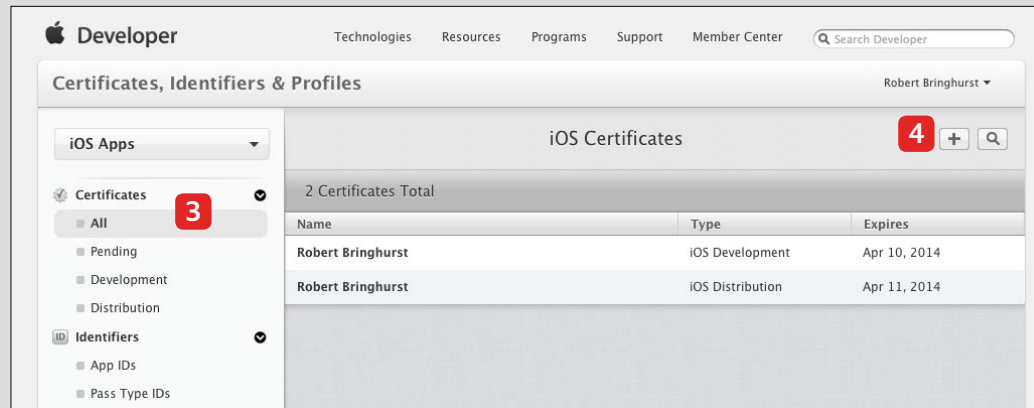 Developer
Technologies Resources Programs Support Member Center Search Developer
Certificates, Identifiers & Profiles
Robert Bringhurst
iOS Apps
iOS Certificates
4
Certificates
3
All
Pending
Development
Distribution
ID Identifiers
App IDs
Pass Type IDs
2 Certificates Total
Name Type Expires
Robert Bringhurst iOS Development Apr 10, 2014
Robert Bringhurst iOS Distribution Apr 11, 2014